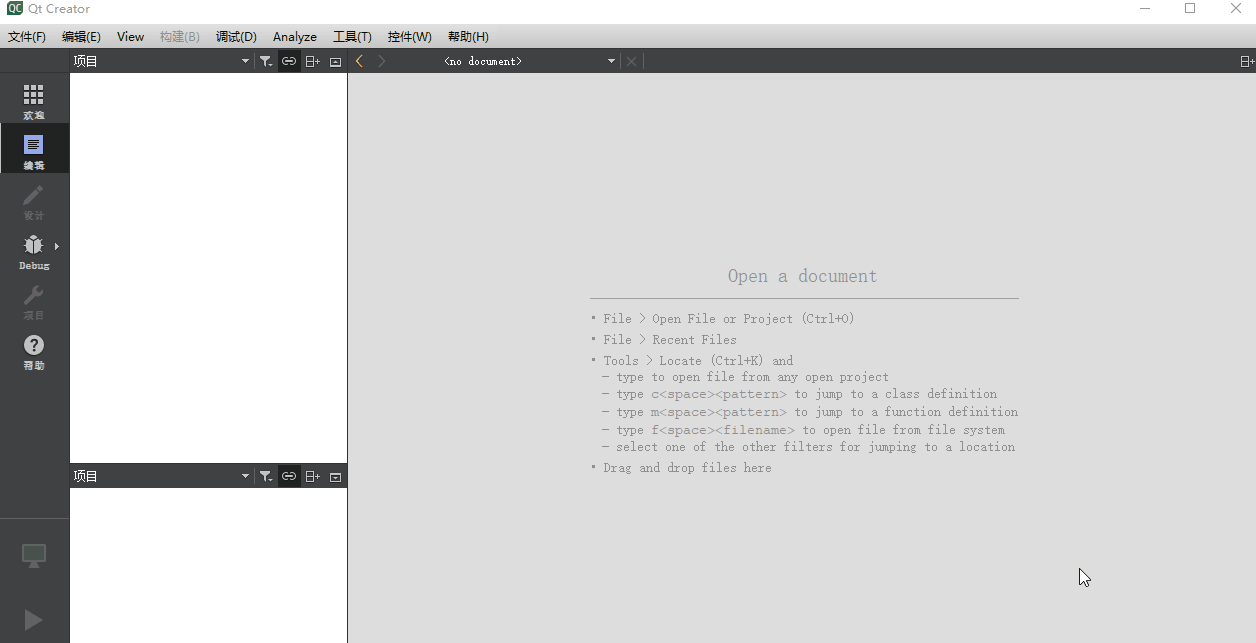 QC Qt Creator
文件(F) 编辑(E) View 构建(B) 调试(D) Analyze 工具(T) 控件(W) 帮助(H)
项目 <no document>
欢迎
编辑
设计
Debug
项目
帮助
Open a document
• File > Open File or Project (Ctrl+O)
• File > Recent Files
• Tools > Locate (Ctrl+K) and
- type to open file from any open project
- type c<space><pattern> to jump to a class definition
- type m<space><pattern> to jump to a function definition
- type f<space><filename> to open file from file system
- select one of the other filters for jumping to a location
• Drag and drop files here
项目